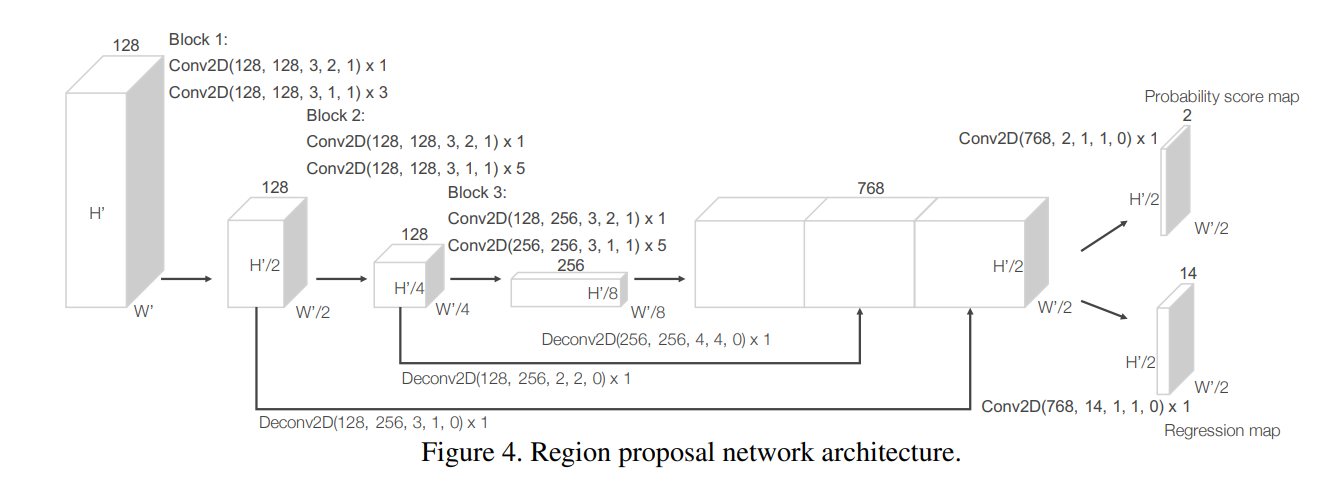 128
Block 1:
Conv2D(128, 128, 3, 2, 1) x 1
Conv2D(128, 128, 3, 1, 1) x 3
H'
W'
Block 2:
Conv2D(128, 128, 3, 2, 1) x 1
Conv2D(128, 128, 3, 1, 1) x 5
128
H'/2
W'/2
Block 3:
Conv2D(128, 256, 3, 2, 1) x 1
Conv2D(256, 256, 3, 1, 1) x 5
128
H'/4
W'/4
256
H'/8
W'/8
Deconv2D(256, 256, 4, 4, 0) x 1
Deconv2D(128, 256, 2, 2, 0) x 1
Deconv2D(128, 256, 3, 1, 0) x 1
768
H'/2
W'/2
Probability score map
2
Conv2D(768, 2, 1, 1, 0) x 1
H'/2
W'/2
14
H'/2
W'/2
Conv2D(768, 14, 1, 1, 0) x 1
Regression map
Figure 4. Region proposal network architecture.